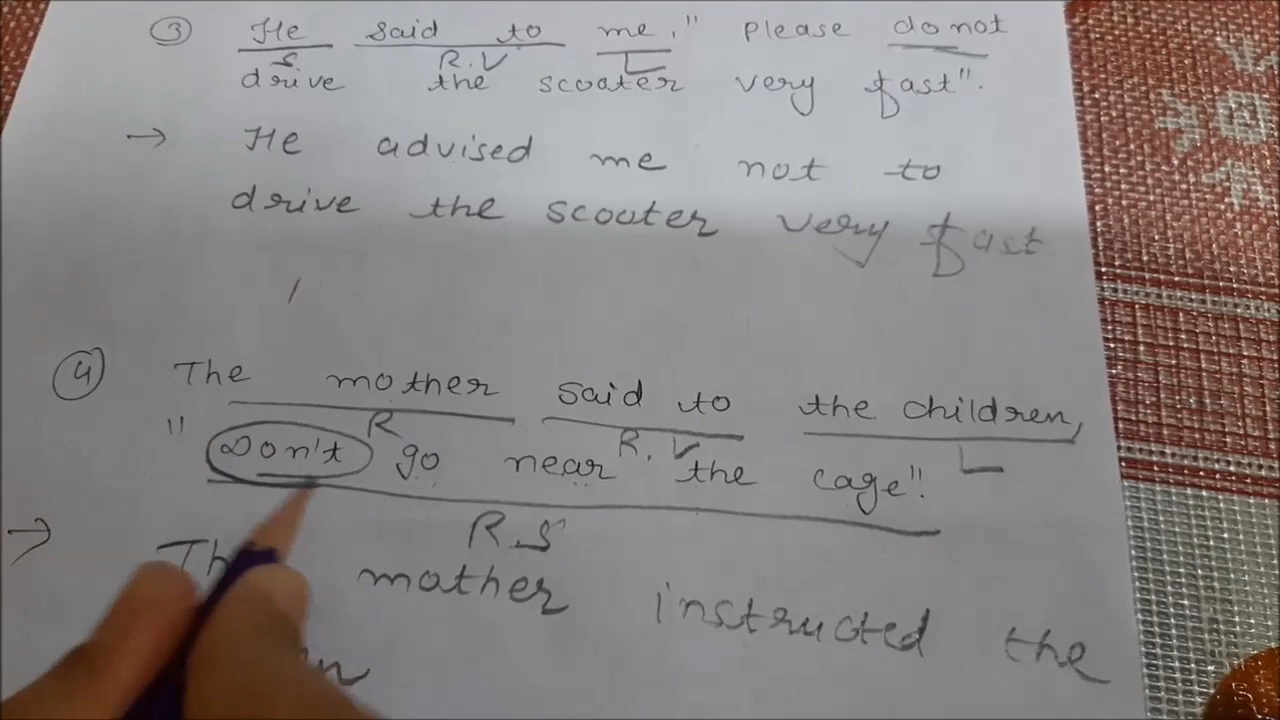 ③ He said to me," Please do not
S R.V L
drive the scooter very fast".
→ He advised me not to
drive the scooter very fast
④ The mother said to the children,
R R.V L
"Don't go near the cage".
R.S
→ mother instructed the